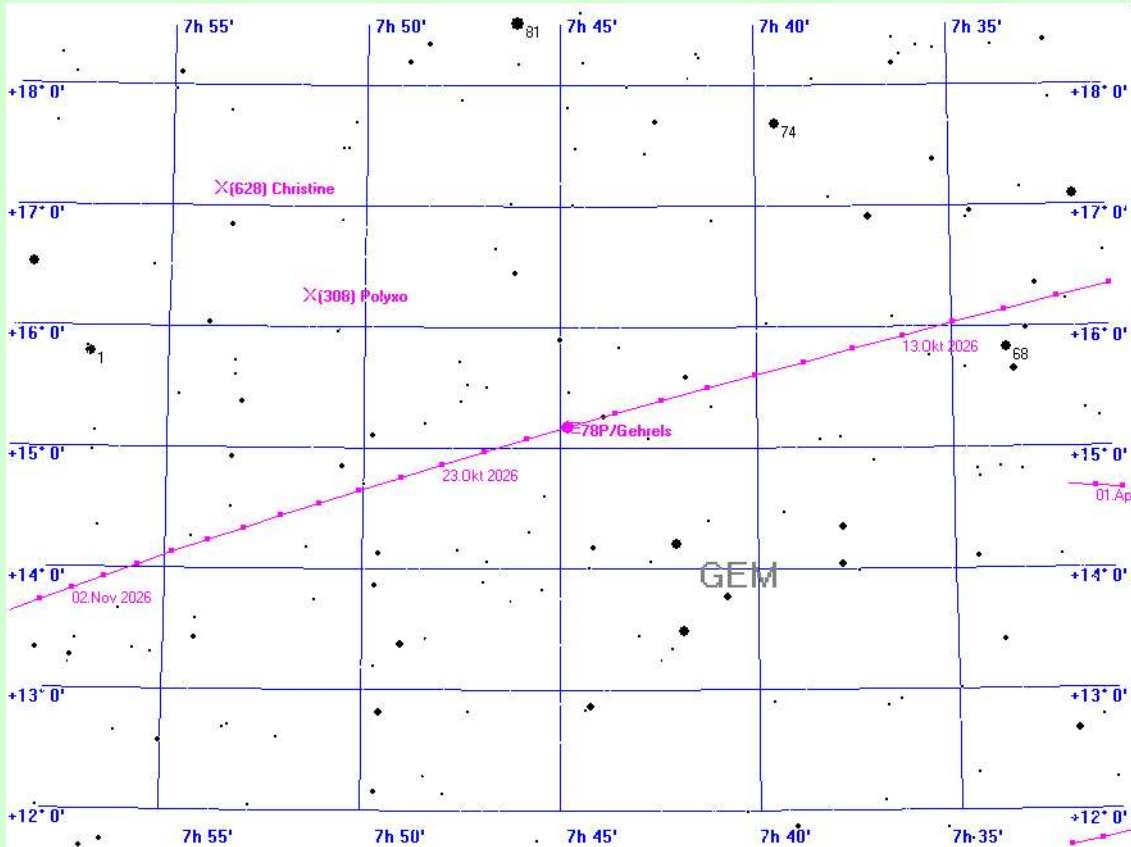 7h 55' 7h 50' 7h 45' 7h 40' 7h 35'
81
+18° 0' +18° 0'
74
(628) Christine
+17° 0' +17° 0'
(308) Polyxo
+16° 0' +16° 0'
13.Okt 2026
1
68
78P/Gehrels
+15° 0' +15° 0'
23.Okt 2026
01.Ap
GEM
+14° 0' +14° 0'
02.Nov 2026
+13° 0' +13° 0'
+12° 0' +12° 0'
7h 55' 7h 50' 7h 45' 7h 40' 7h 35'